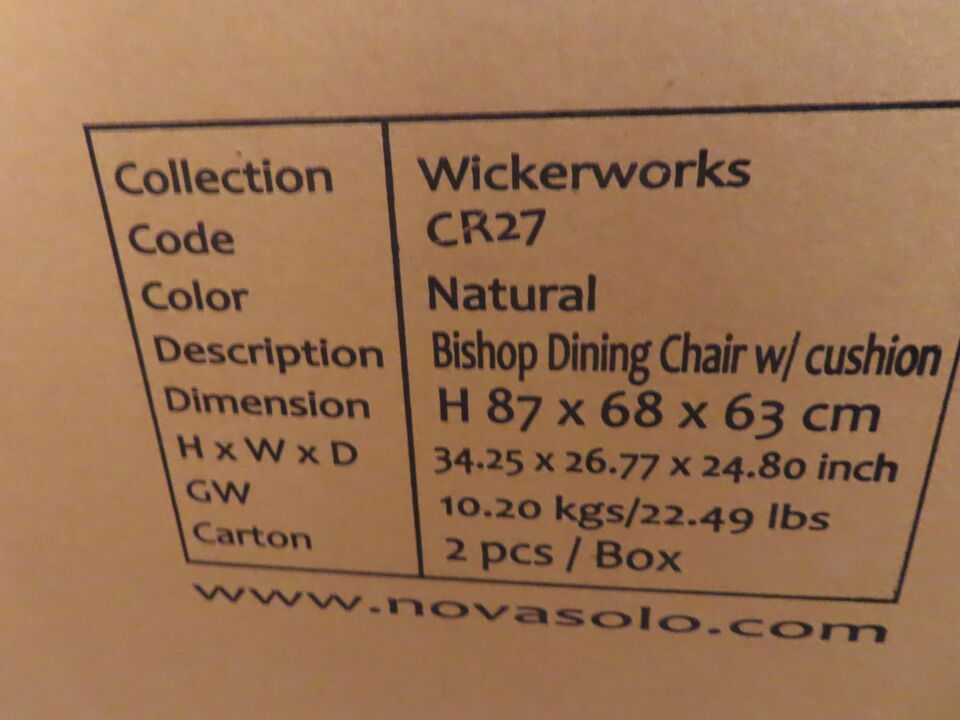 Collection Wickerworks
Code CR27
Color Natural
Description Bishop Dining Chair w/ cushion
Dimension H 87 x 68 x 63 cm
H x W x D 34.25 x 26.77 x 24.80 inch
GW 10.20 kgs/22.49 lbs
Carton 2 pcs / Box
www.novasolo.com